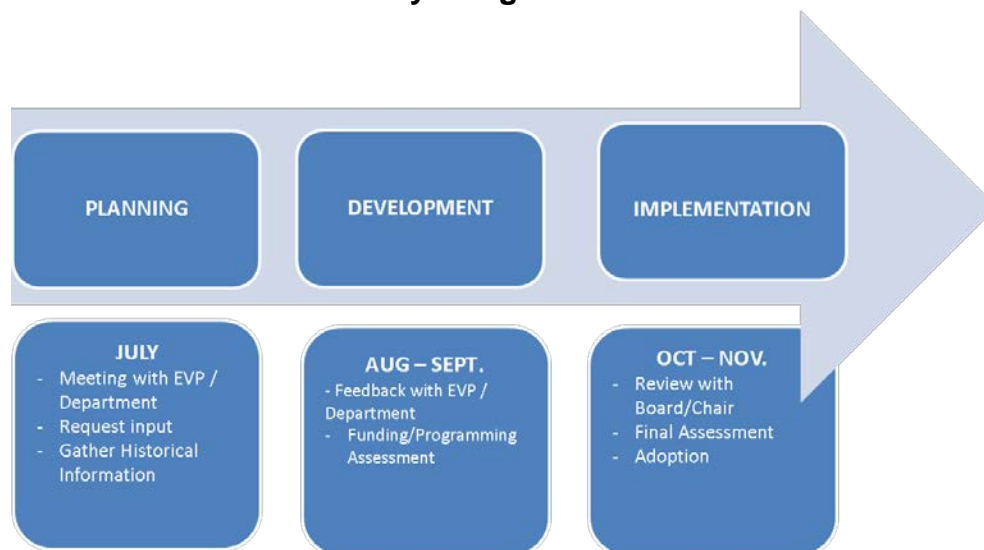 PLANNING
DEVELOPMENT
IMPLEMENTATION
JULY
- Meeting with EVP /
Department
- Request input
- Gather Historical
Information
AUG – SEPT.
- Feedback with EVP /
Department
- Funding/Programming
Assessment
OCT – NOV.
- Review with
Board/Chair
- Final Assessment
- Adoption